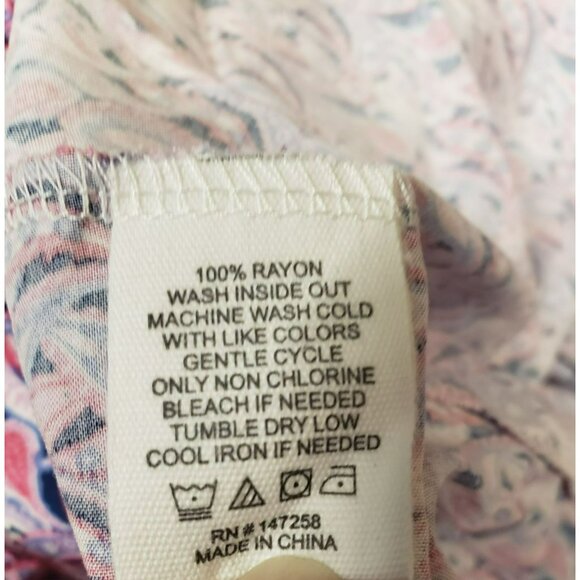 100% RAYON
WASH INSIDE OUT
MACHINE WASH COLD
WITH LIKE COLORS
GENTLE CYCLE
ONLY NON CHLORINE
BLEACH IF NEEDED
TUMBLE DRY LOW
COOL IRON IF NEEDED
RN # 147258
MADE IN CHINA